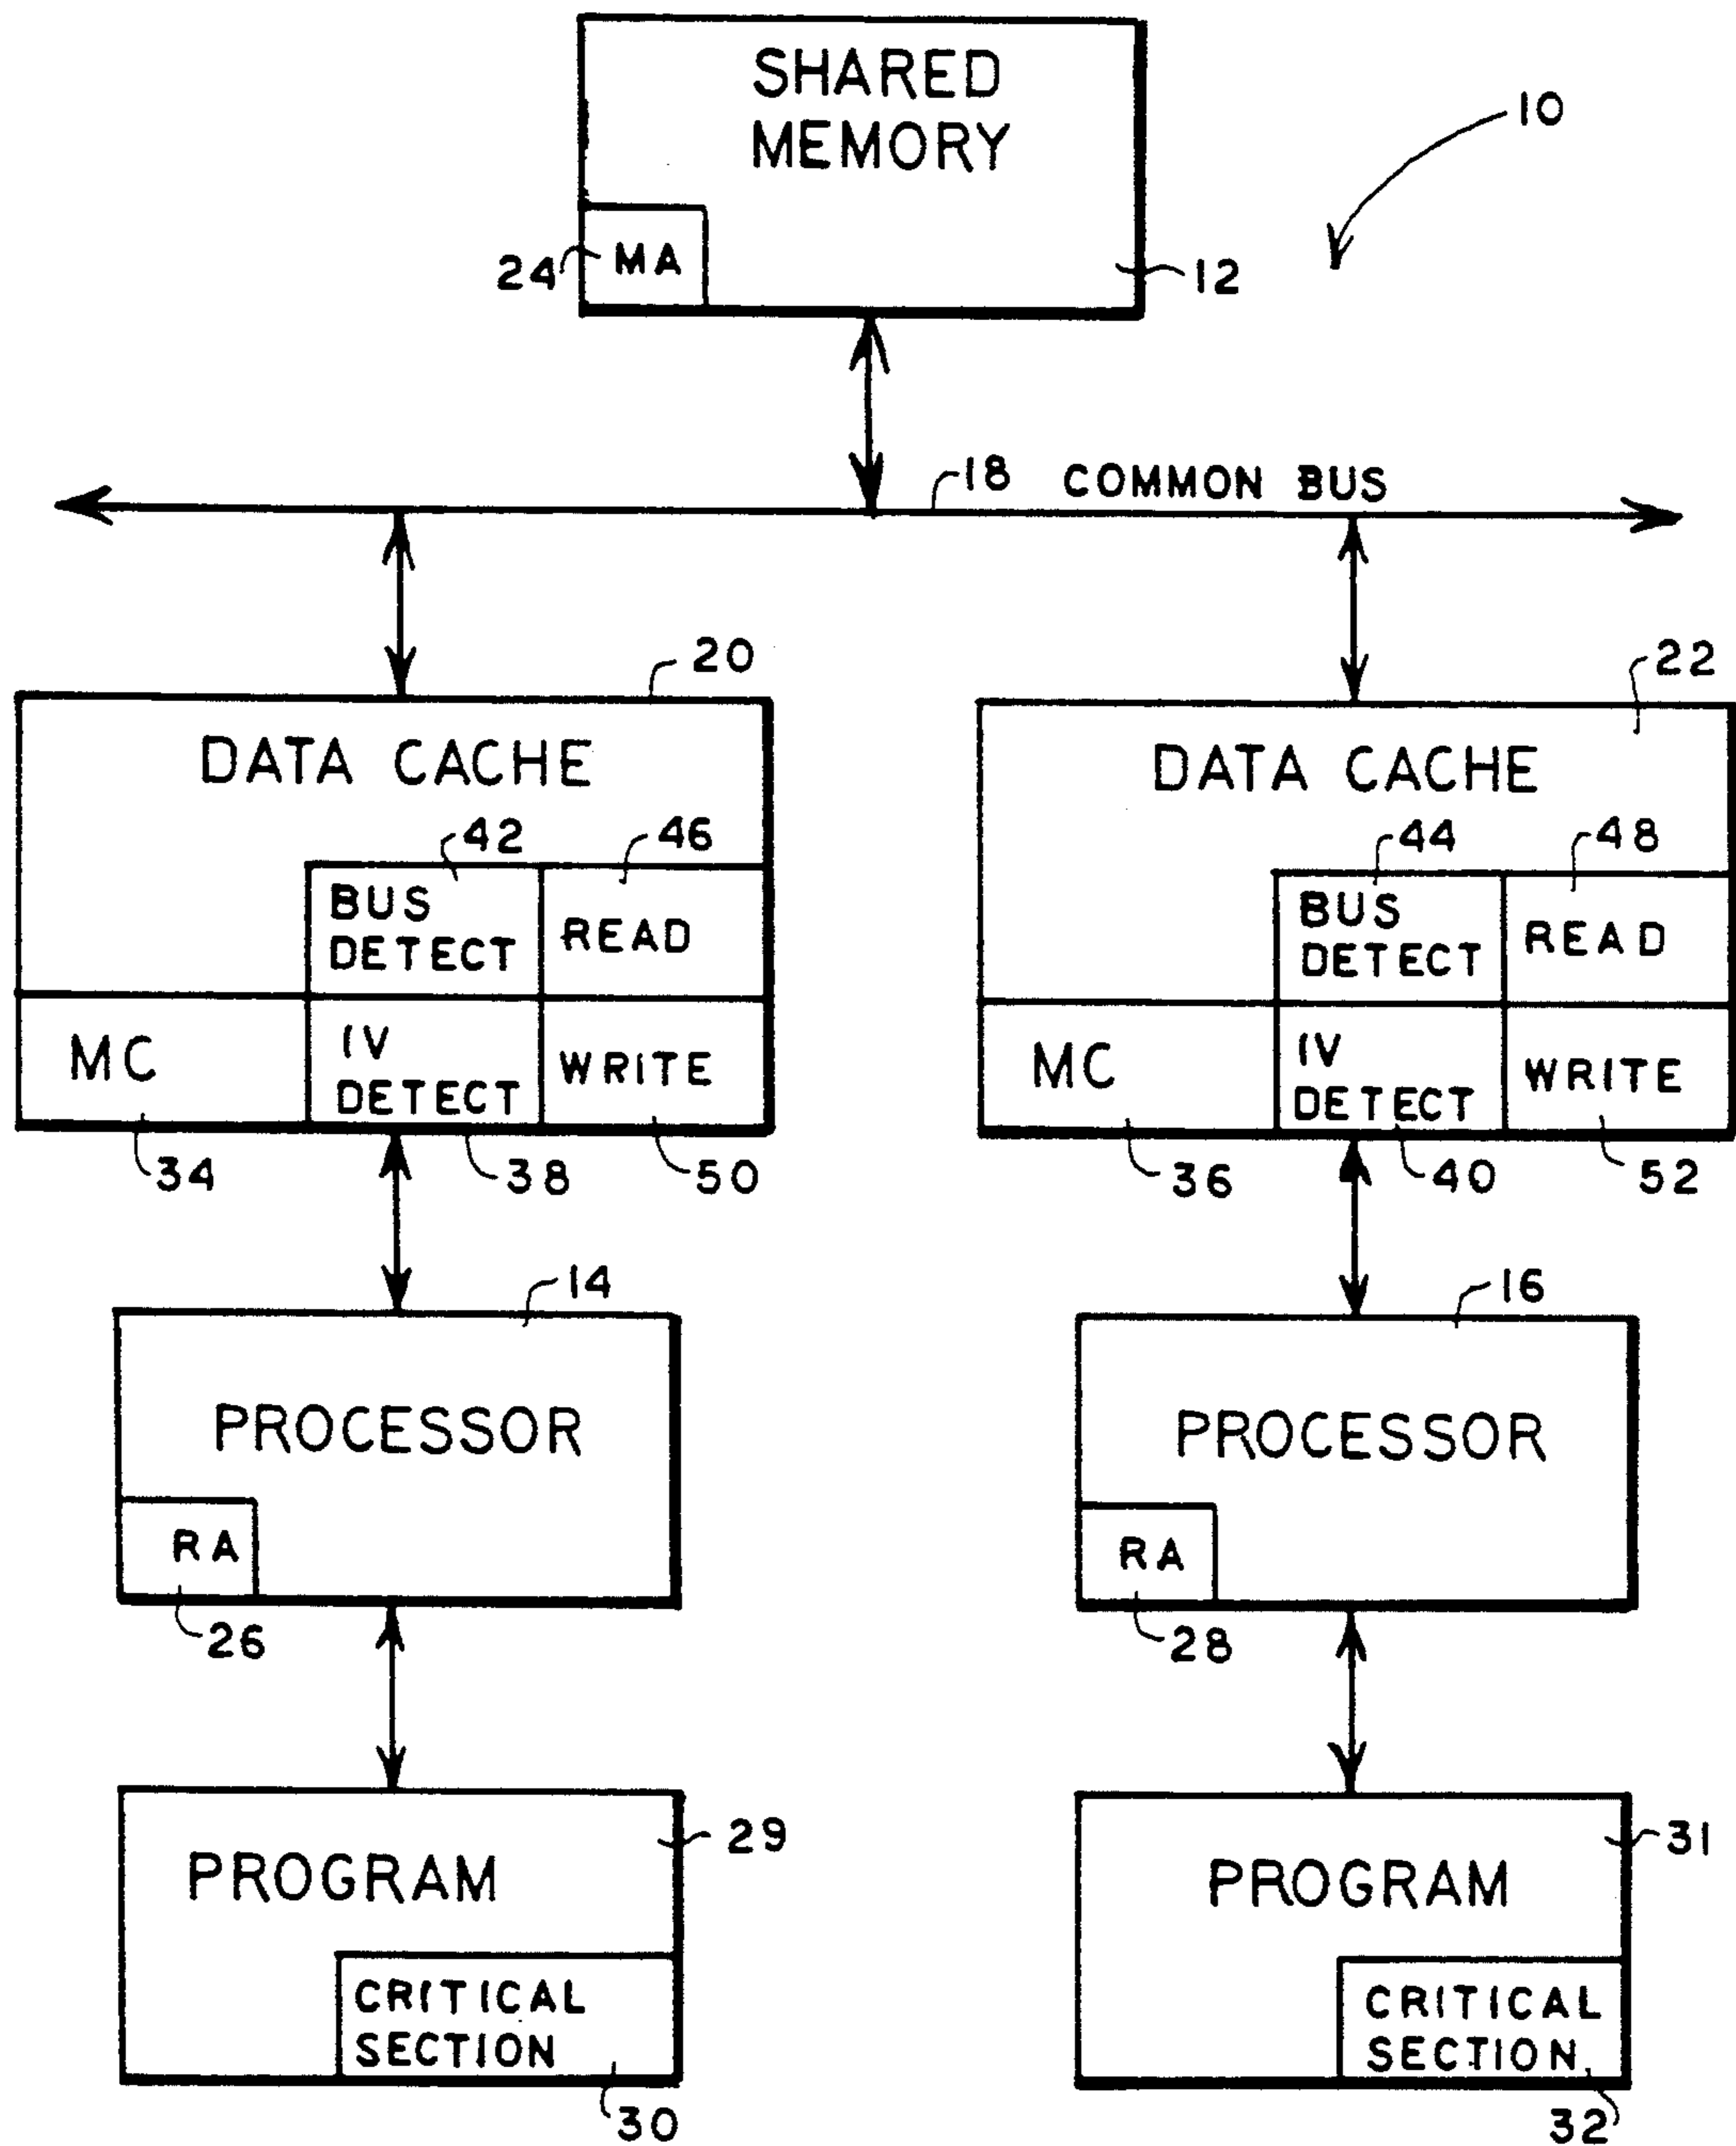 SHARED
MEMORY
10
24
MA
12
18 COMMON BUS
20
22
DATA CACHE
DATA CACHE
42
46
44
48
BUS
DETECT
READ
BUS
DETECT
READ
MC
IV
DETECT
WRITE
MC
IV
DETECT
WRITE
34
38
50
36
40
52
14
16
PROCESSOR
PROCESSOR
RA
RA
26
28
29
31
PROGRAM
PROGRAM
CRITICAL
SECTION
CRITICAL
SECTION
30
32